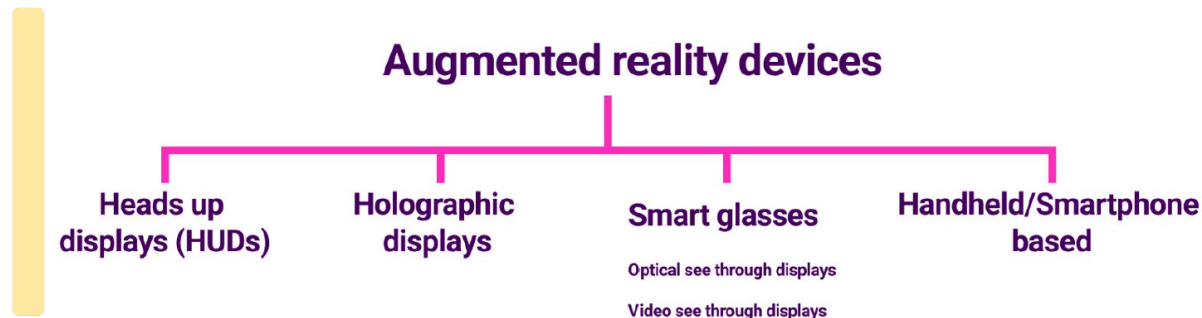 Augmented reality devices
Heads up
displays (HUDs)
Holographic
displays
Smart glasses
Optical see through displays
Video see through displays
Handheld/Smartphone
based